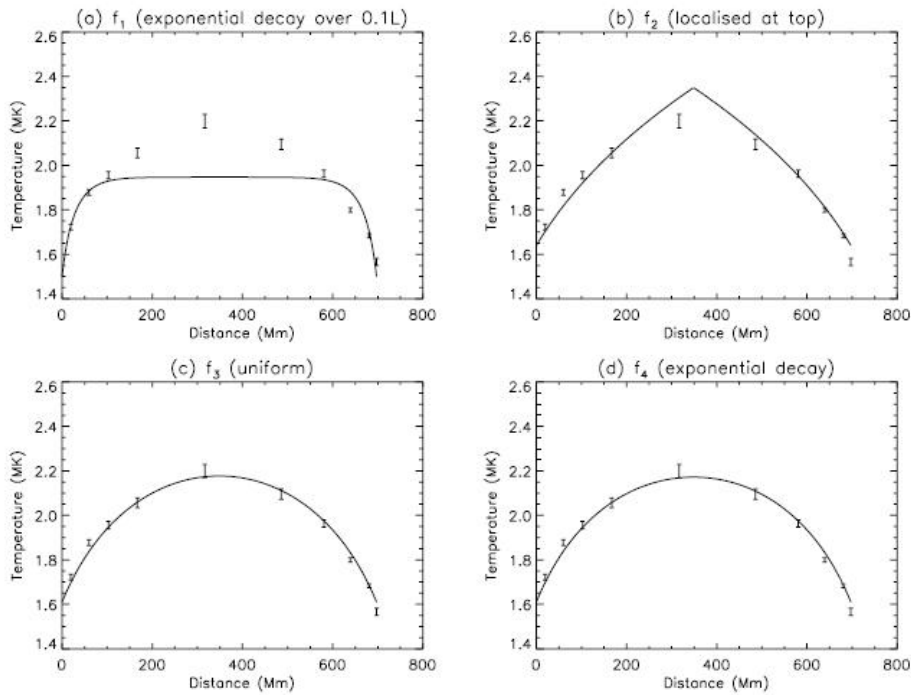 (a) f₁ (exponential decay over 0.1L)
2.6
2.4
2.2
2.0
1.8
1.6
1.4
Temperature (MK)
0 200 400 600 800
Distance (Mm)
(b) f₂ (localised at top)
2.6
2.4
2.2
2.0
1.8
1.6
1.4
Temperature (MK)
0 200 400 600 800
Distance (Mm)
(c) f₃ (uniform)
2.6
2.4
2.2
2.0
1.8
1.6
1.4
Temperature (MK)
0 200 400 600 800
Distance (Mm)
(d) f₄ (exponential decay)
2.6
2.4
2.2
2.0
1.8
1.6
1.4
Temperature (MK)
0 200 400 600 800
Distance (Mm)